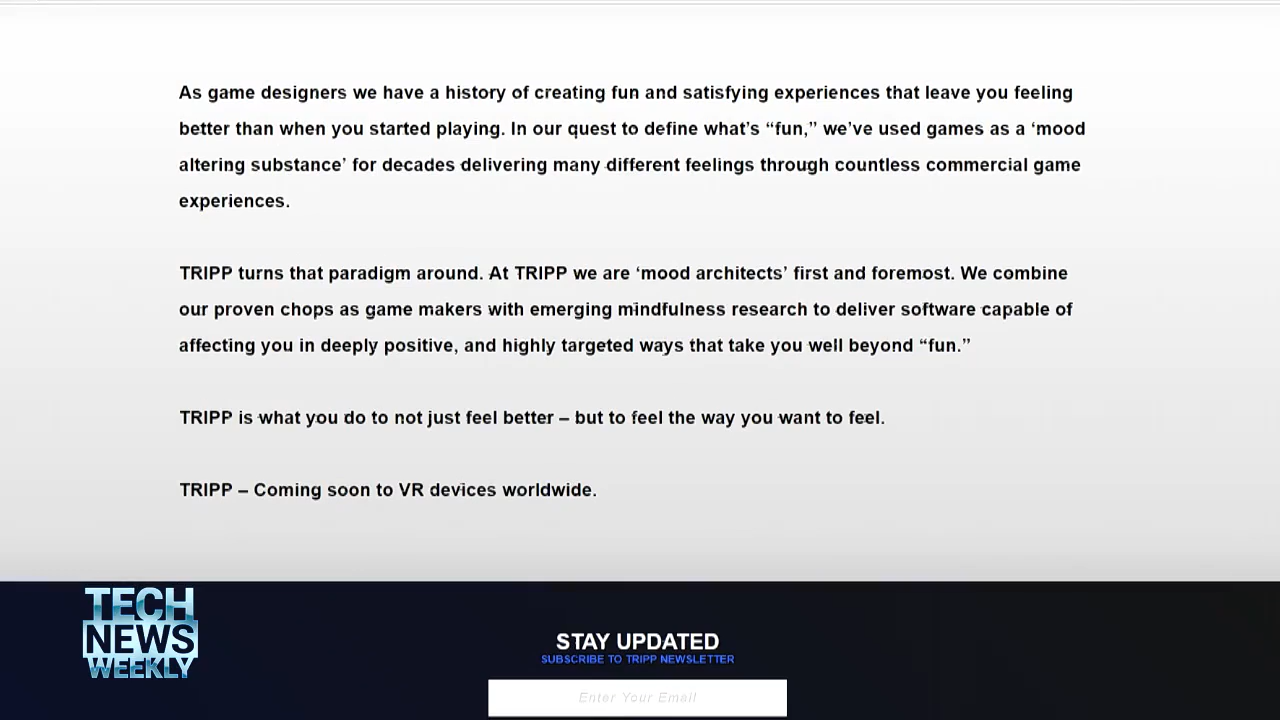 As game designers we have a history of creating fun and satisfying experiences that leave you feeling
better than when you started playing. In our quest to define what’s “fun,” we’ve used games as a ‘mood
altering substance’ for decades delivering many different feelings through countless commercial game
experiences.
TRIPP turns that paradigm around. At TRIPP we are ‘mood architects’ first and foremost. We combine
our proven chops as game makers with emerging mindfulness research to deliver software capable of
affecting you in deeply positive, and highly targeted ways that take you well beyond “fun.”
TRIPP is what you do to not just feel better – but to feel the way you want to feel.
TRIPP – Coming soon to VR devices worldwide.
TECH
NEWS
WEEKLY
STAY UPDATED
SUBSCRIBE TO TRIPP NEWSLETTER
Enter Your Email